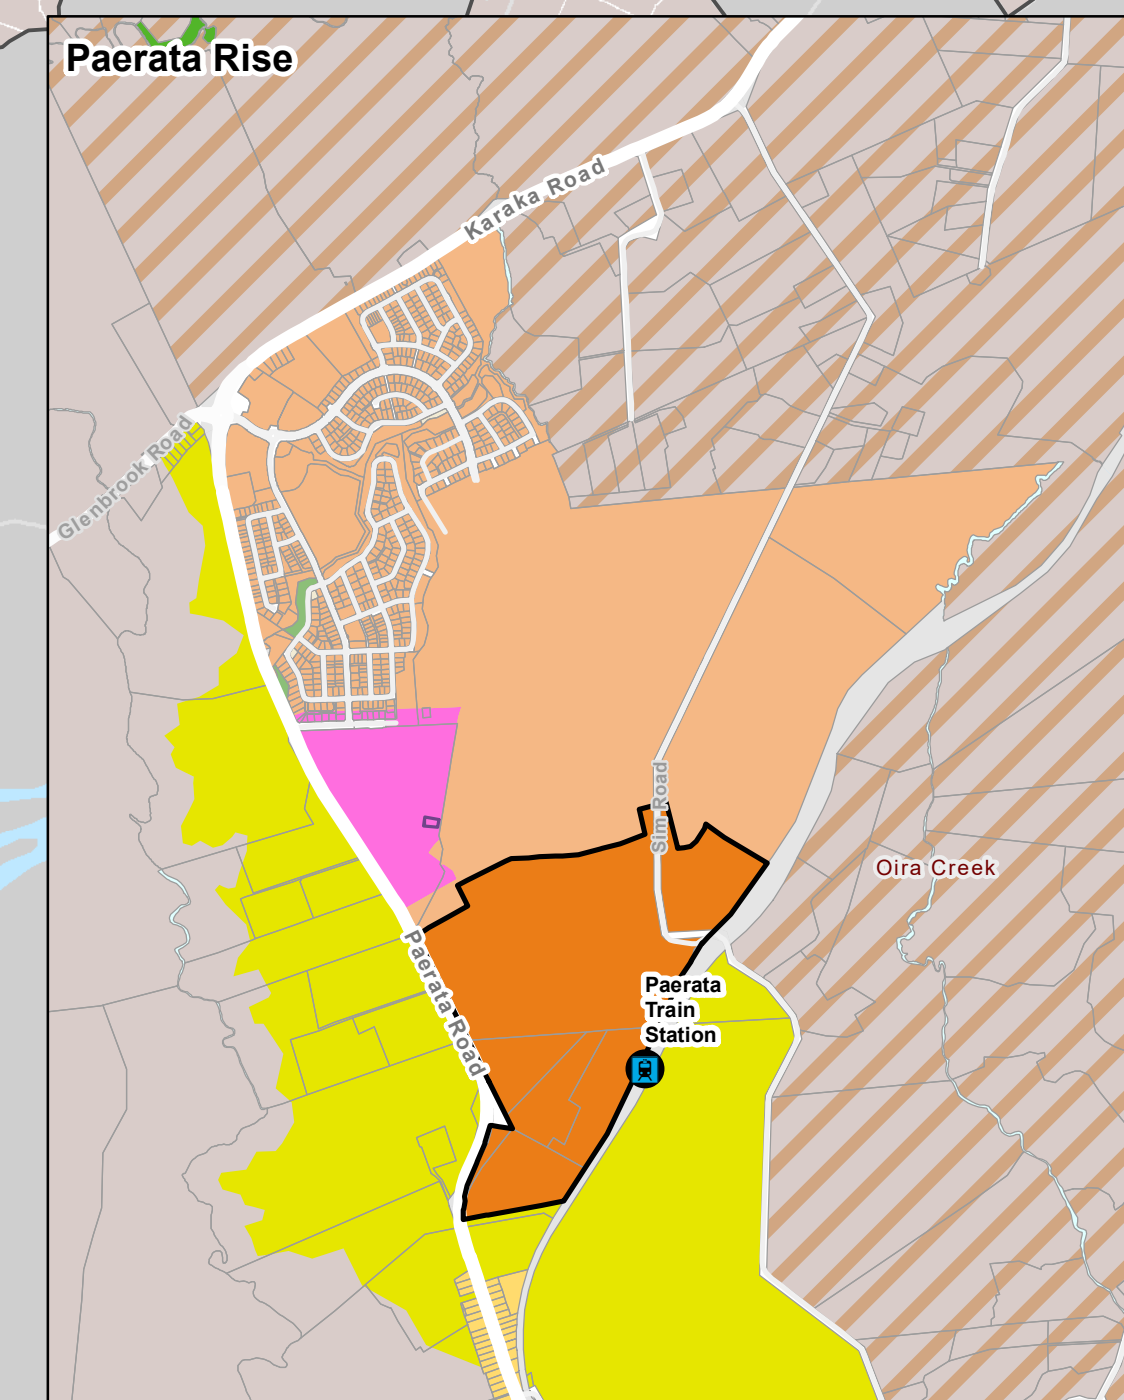 Paerata Rise
Karaka Road
Glenbrook Road
Sim Road
Oira Creek
Paerata Road
Paerata
Train
Station